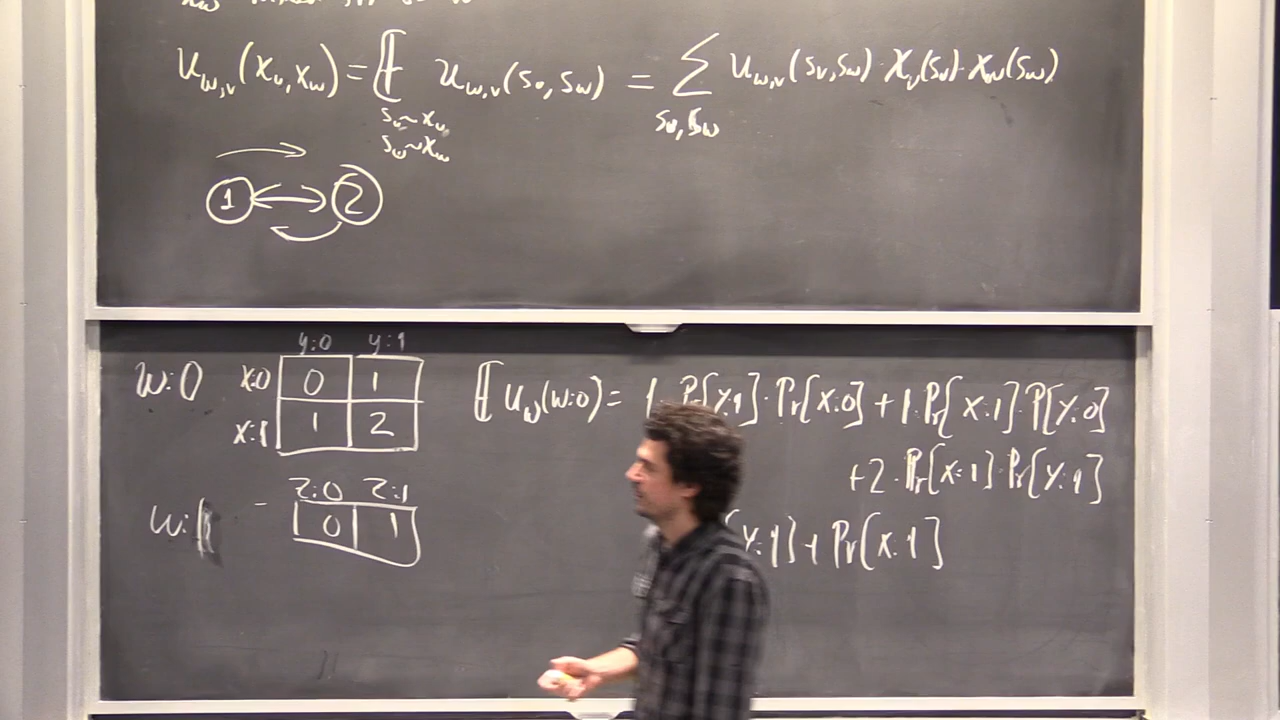 u_{w,v}(x_v, x_w) = 𝔼 u_{w,v}(s_v, s_w) = Σ u_{w,v}(s_v, s_w) · x_v(s_v) · x_w(s_w)
s_v ~ x_v, s_v, s_w
s_w ~ x_w
1 2
y:0 y:1
w:0 x:0 0 1 𝔼 u_w(w:0) = 1 · Pr[y:1] · Pr[x:0] + 1 · Pr[x:1] · P[y:0]
x:1 1 2
+2 · Pr[x:1] · Pr[y:1]
z:0 z:1
w:1 0 1
y:1] + Pr[x:1]